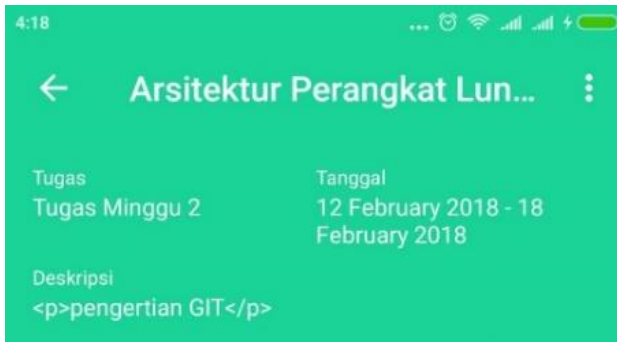 4:18
...
Arsitektur Perangkat Lun...
Tugas
Tugas Minggu 2
Tanggal
12 February 2018 - 18
February 2018
Deskripsi
<p>pengertian GIT</p>